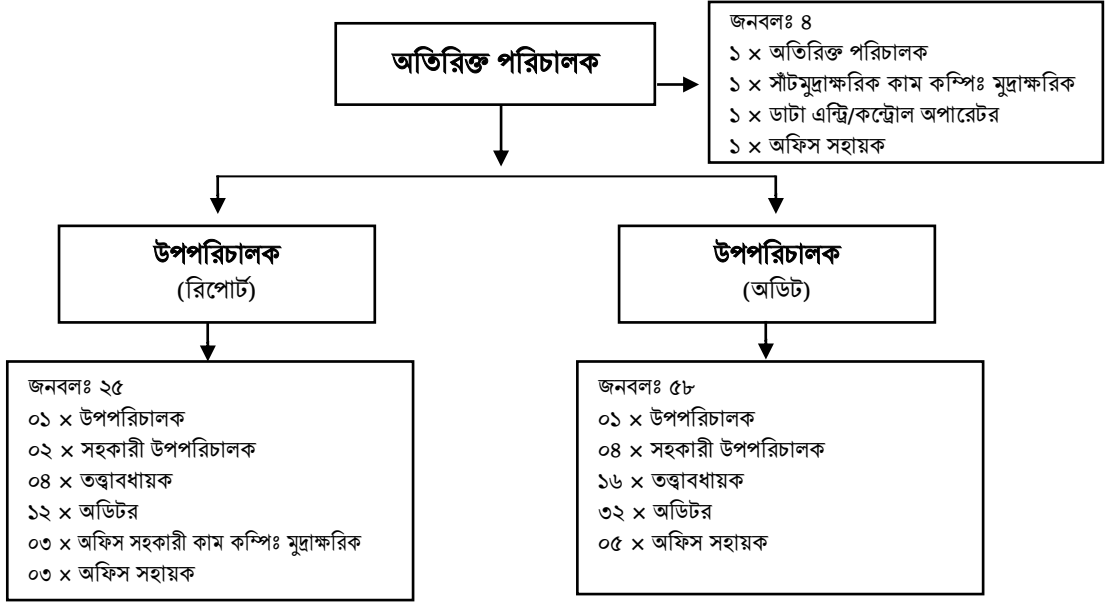 অতিরিক্ত পরিচালক
জনবলঃ ৪
১ × অতিরিক্ত পরিচালক
১ × সাঁটমুদ্রাক্ষরিক কাম কম্পিঃ মুদ্রাক্ষরিক
১ × ডাটা এন্ট্রি/কন্ট্রোল অপারেটর
১ × অফিস সহায়ক
উপপরিচালক
(রিপোর্ট)
উপপরিচালক
(অডিট)
জনবলঃ ২৫
০১ × উপপরিচালক
০২ × সহকারী উপপরিচালক
০৪ × তত্ত্বাবধায়ক
১২ × অডিটর
০৩ × অফিস সহকারী কাম কম্পিঃ মুদ্রাক্ষরিক
০৩ × অফিস সহায়ক
জনবলঃ ৫৮
০১ × উপপরিচালক
০৪ × সহকারী উপপরিচালক
১৬ × তত্ত্বাবধায়ক
৩২ × অডিটর
০৫ × অফিস সহায়ক